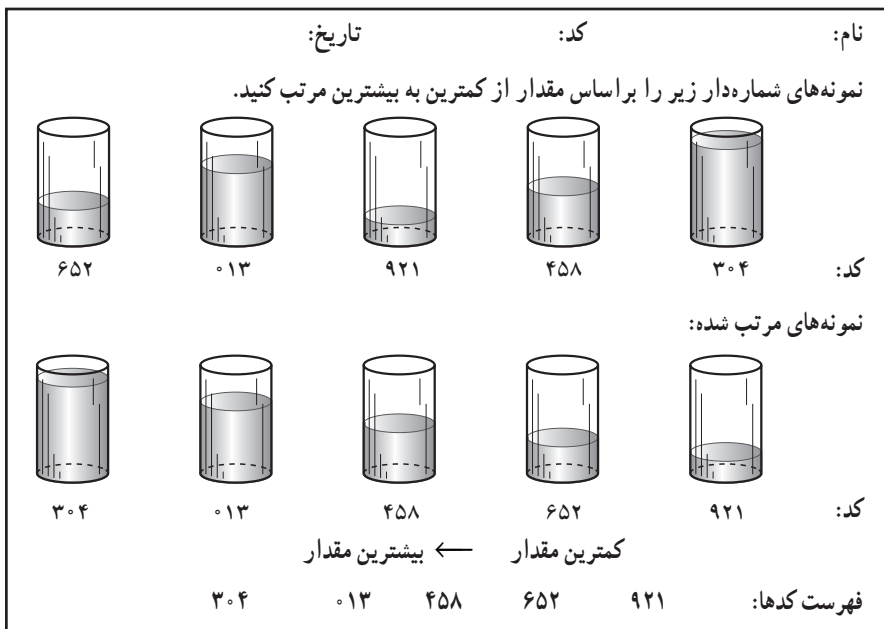 نام: کد: تاریخ:
نمونه‌های شماره‌دار زیر را براساس مقدار از کمترین به بیشترین مرتب کنید.
کد: ۳۰۴ ۴۵۸ ۹۲۱ ۰۱۳ ۶۵۲
نمونه‌های مرتب شده:
کد: ۹۲۱ ۶۵۲ ۴۵۸ ۰۱۳ ۳۰۴
کمترین مقدار ← بیشترین مقدار
فهرست کدها: ۹۲۱ ۶۵۲ ۴۵۸ ۰۱۳ ۳۰۴